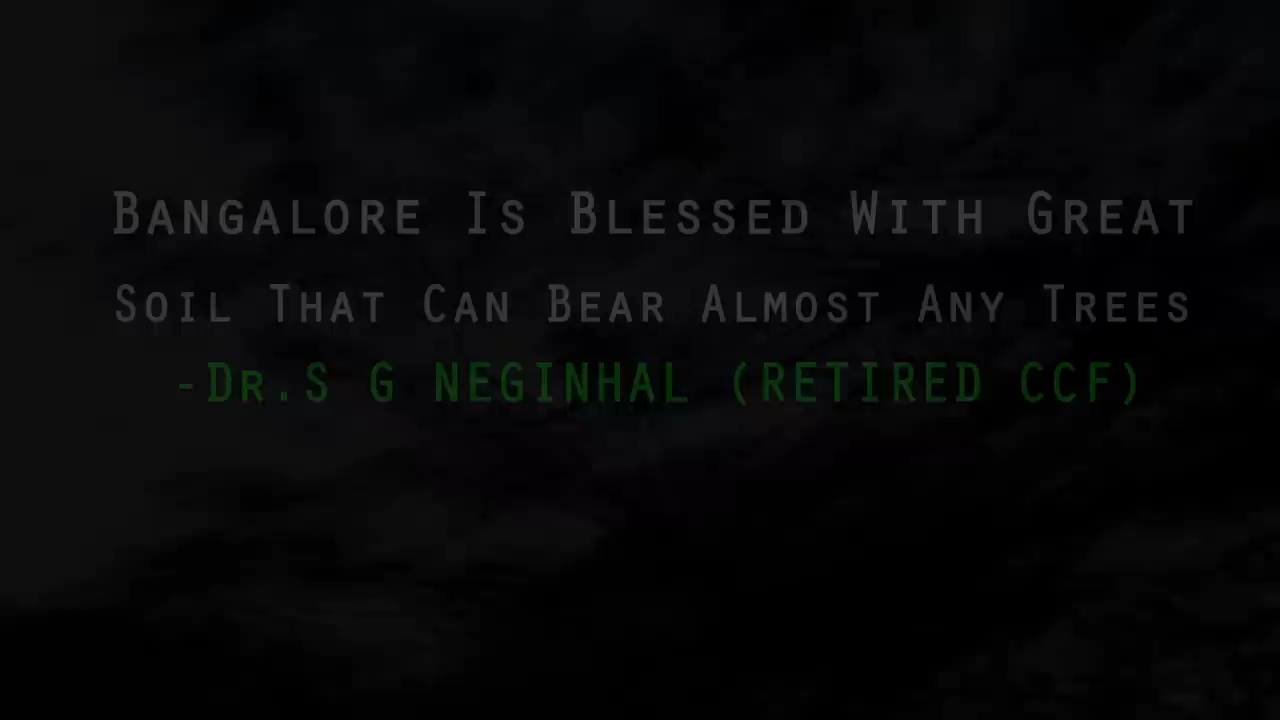 Bangalore Is Blessed With Great
Soil That Can Bear Almost Any Trees
-Dr.S G NEGINHAL (RETIRED CCF)